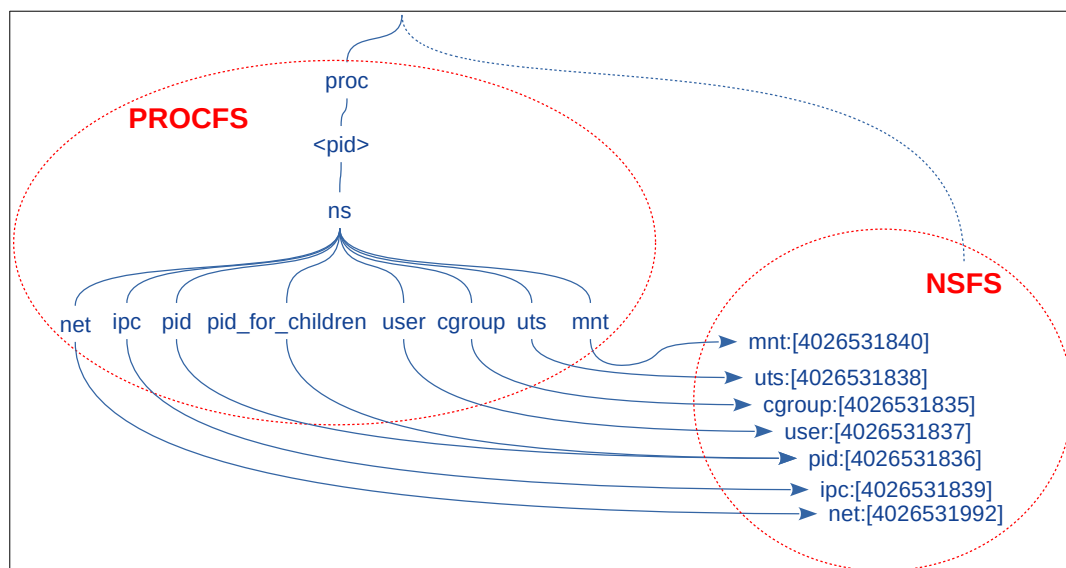 proc
PROCFS
<pid>
ns
NSFS
net ipc pid pid_for_children user cgroup uts mnt
mnt:[4026531840]
uts:[4026531838]
cgroup:[4026531835]
user:[4026531837]
pid:[4026531836]
ipc:[4026531839]
net:[4026531992]